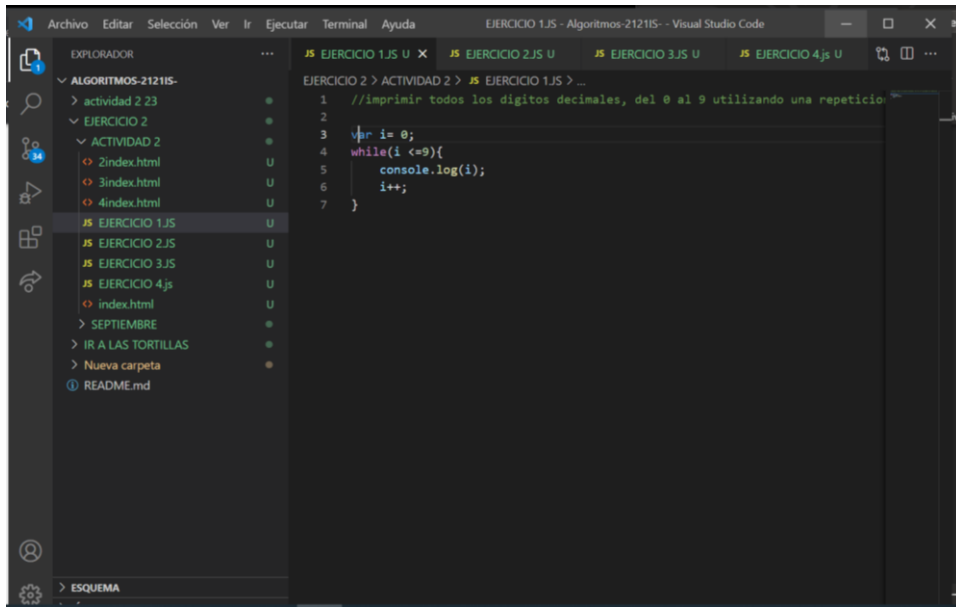 Archivo Editar Selección Ver Ir Ejecutar Terminal Ayuda EJERCICIO 1.JS - Algoritmos-2121IS- - Visual Studio Code
EXPLORADOR
ALGORITMOS-2121IS-
actividad 2 23
EJERCICIO 2
ACTIVIDAD 2
2index.html U
3index.html U
4index.html U
JS EJERCICIO 1.JS U
JS EJERCICIO 2.JS U
JS EJERCICIO 3.JS U
JS EJERCICIO 4.js U
index.html U
SEPTIEMBRE
IR A LAS TORTILLAS
Nueva carpeta
README.md
ESQUEMA
1
34
JS EJERCICIO 1.JS U JS EJERCICIO 2.JS U JS EJERCICIO 3.JS U JS EJERCICIO 4.js U
EJERCICIO 2 > ACTIVIDAD 2 > JS EJERCICIO 1.JS > ...
1 //imprimir todos los digitos decimales, del 0 al 9 utilizando una repeticio
2
3 var i= 0;
4 while(i <=9){
5 console.log(i);
6 i++;
7 }